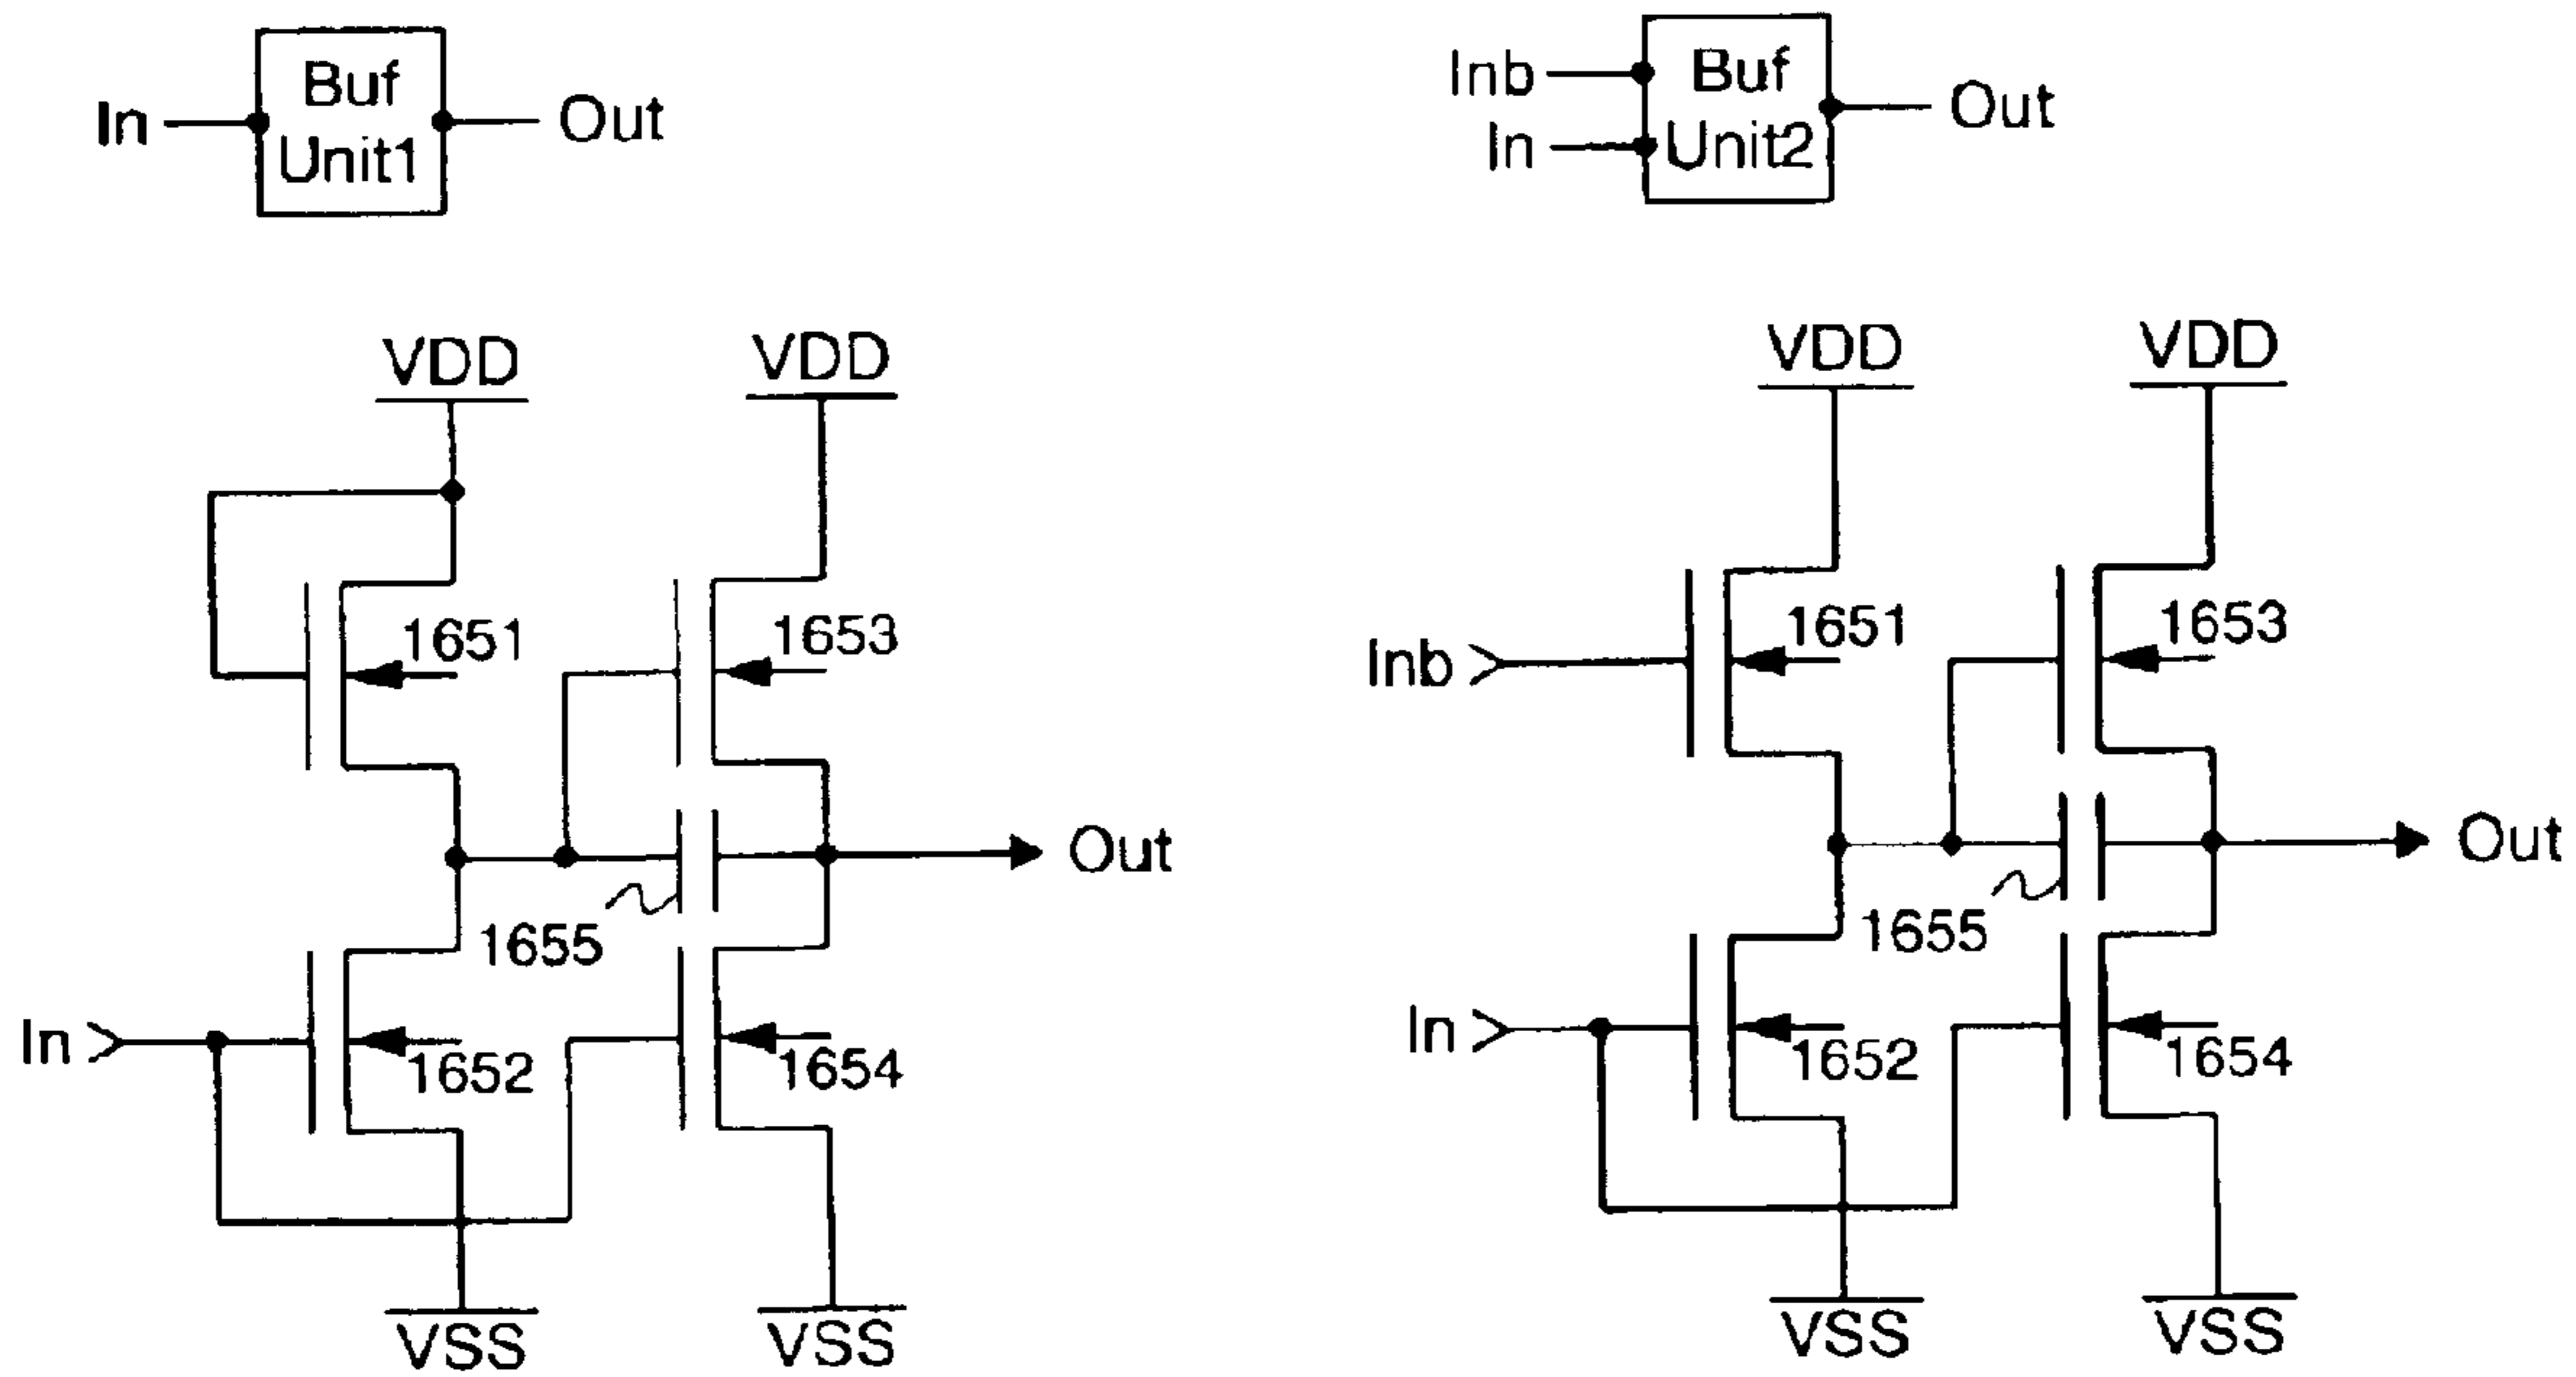 In
Buf
Unit1
Out
Inb
In
Buf
Unit2
Out
VDD
VDD
1651
1653
1655
Out
In
1652
1654
VSS
VSS
VDD
VDD
Inb
1651
1653
1655
Out
In
1652
1654
VSS
VSS